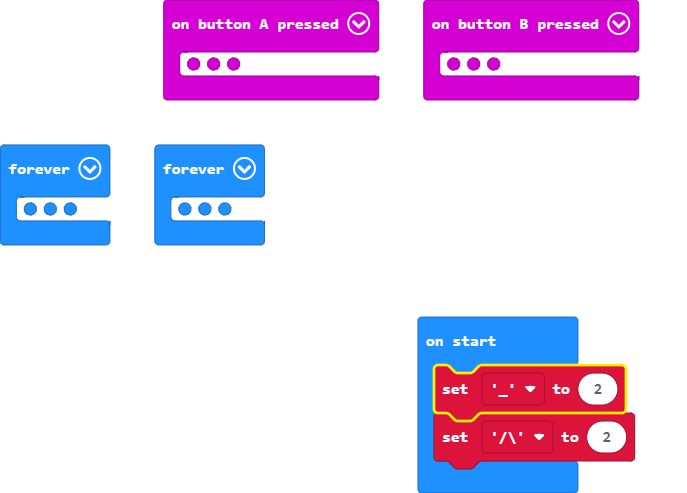 on button A pressed
on button B pressed
forever
forever
on start
set '_' to 2
set '/\' to 2